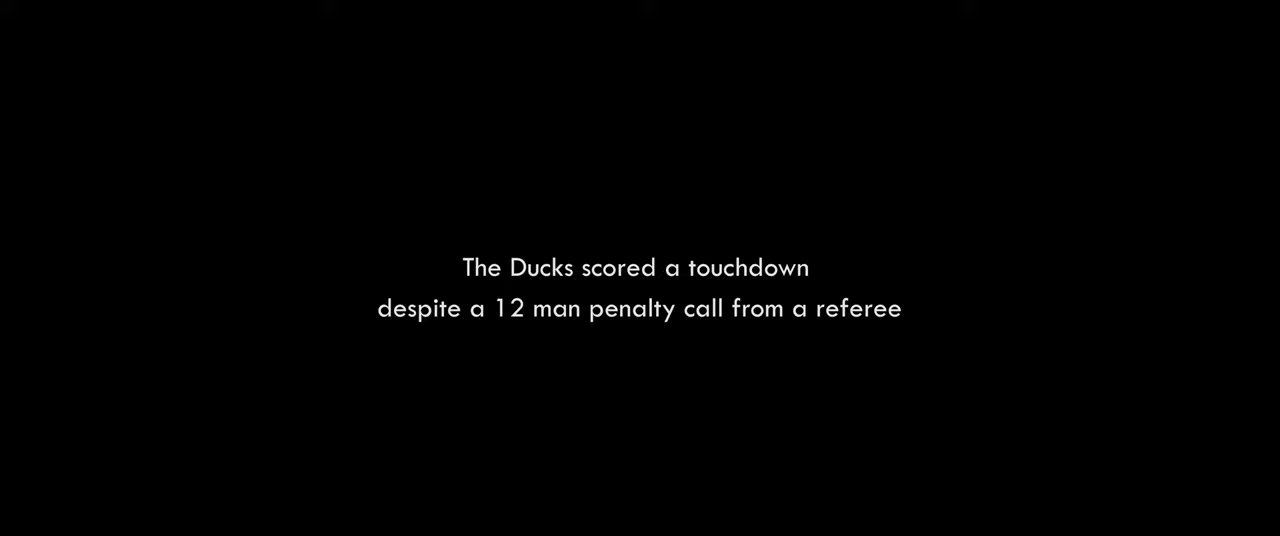 The Ducks scored a touchdown
despite a 12 man penalty call from a referee